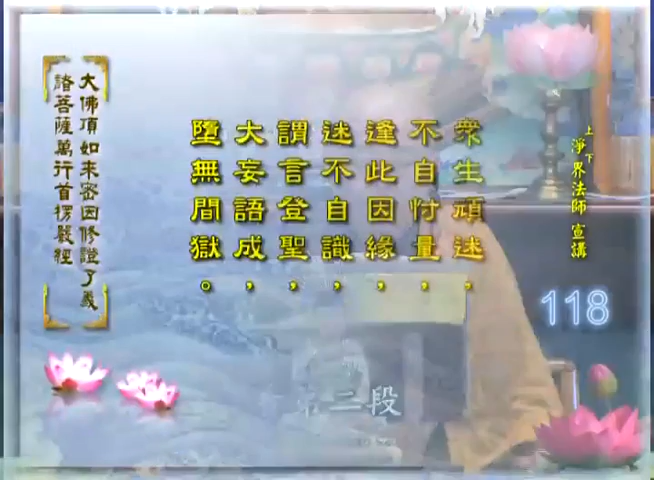 上淨下界法師 宣講
眾生頑迷，
不自忖量，
逢此因緣，
迷不自識，
謂言登聖，
大妄語成，
墮無間獄。
大佛頂如來密因修證了義
諸菩薩萬行首楞嚴經
118
第二段